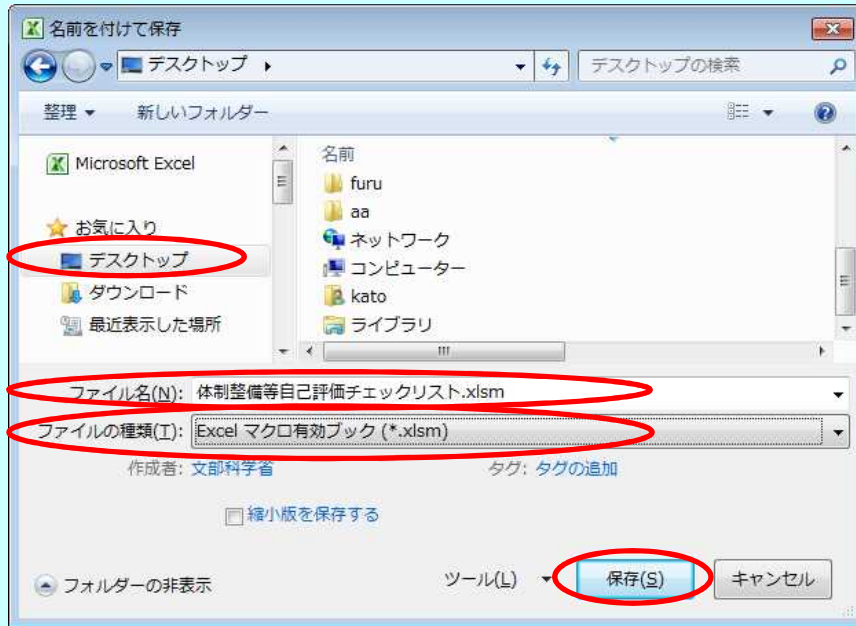 名前を付けて保存
デスクトップ
デスクトップの検索
整理
新しいフォルダー
Microsoft Excel
お気に入り
デスクトップ
ダウンロード
最近表示した場所
名前
furu
aa
ネットワーク
コンピューター
kato
ライブラリ
ファイル名(N): 体制整備等自己評価チェックリスト.xlsm
ファイルの種類(T): Excel マクロ有効ブック (*.xlsm)
作成者: 文部科学省 タグ: タグの追加
縮小版を保存する
フォルダーの非表示 ツール(L) 保存(S) キャンセル